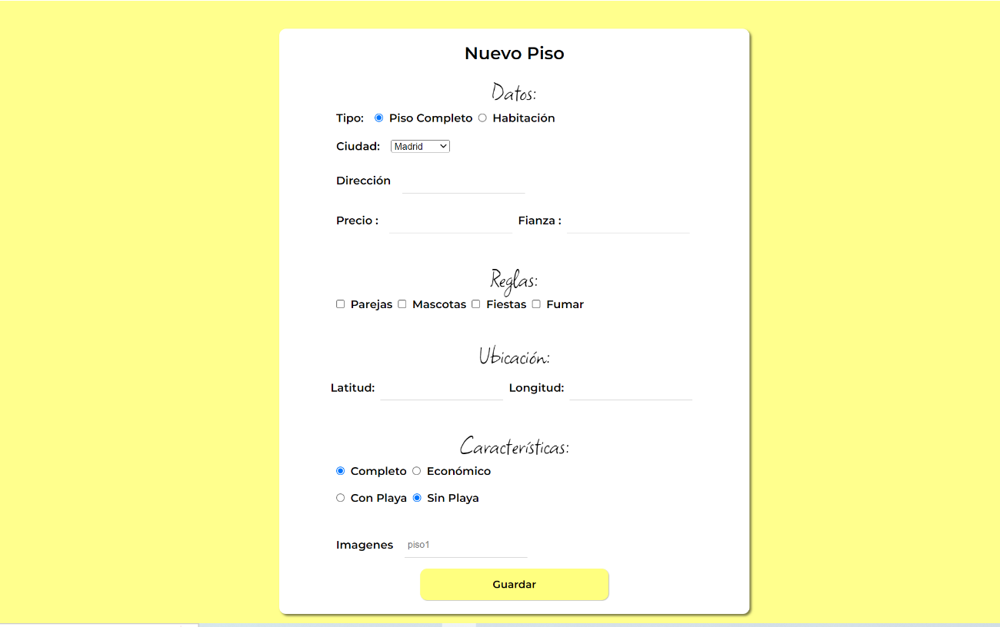 Nuevo Piso
Datos:
Tipo: Piso Completo Habitación
Ciudad: Madrid
Dirección
Precio : Fianza :
Reglas:
Parejas Mascotas Fiestas Fumar
Ubicación:
Latitud: Longitud:
Características:
Completo Económico
Con Playa Sin Playa
Imagenes piso1
Guardar